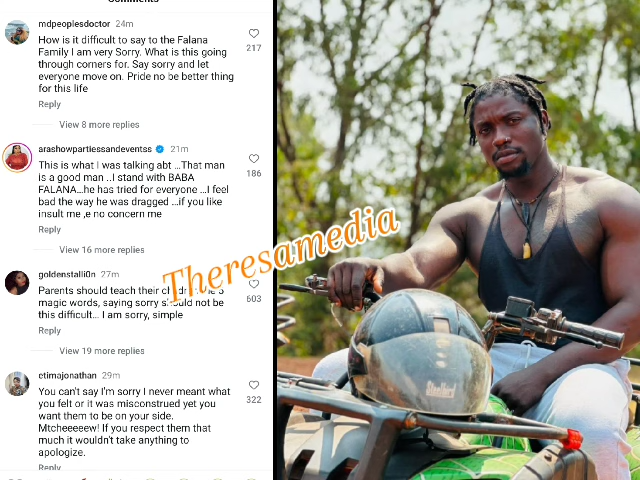 Comments
mdpeoplesdoctor 24m
How is it difficult to say to the Falana
Family I am very Sorry. What is this going
through corners for. Say sorry and let
everyone move on. Pride no be better thing
for this life
217
Reply
View 8 more replies
arashowpartiessandeventss 21m
This is what I was talking abt ...That man
is a good man ..I stand with BABA
FALANA...he has tried for everyone ...I feel
bad the way he was dragged ...if you like
insult me ,e no concern me
186
Reply
View 16 more replies
Theresamedia
goldenstalli0n 27m
Parents should teach their
magic words, saying sorry should not be
this difficult... I am sorry, simple
603
Reply
View 19 more replies
etimajonathan 29m
You can't say I'm sorry I never meant what
you felt or it was misconstrued yet you
want them to be on your side.
Mtcheeeeew! If you respect them that
much it wouldn't take anything to
apologize.
322
Reply